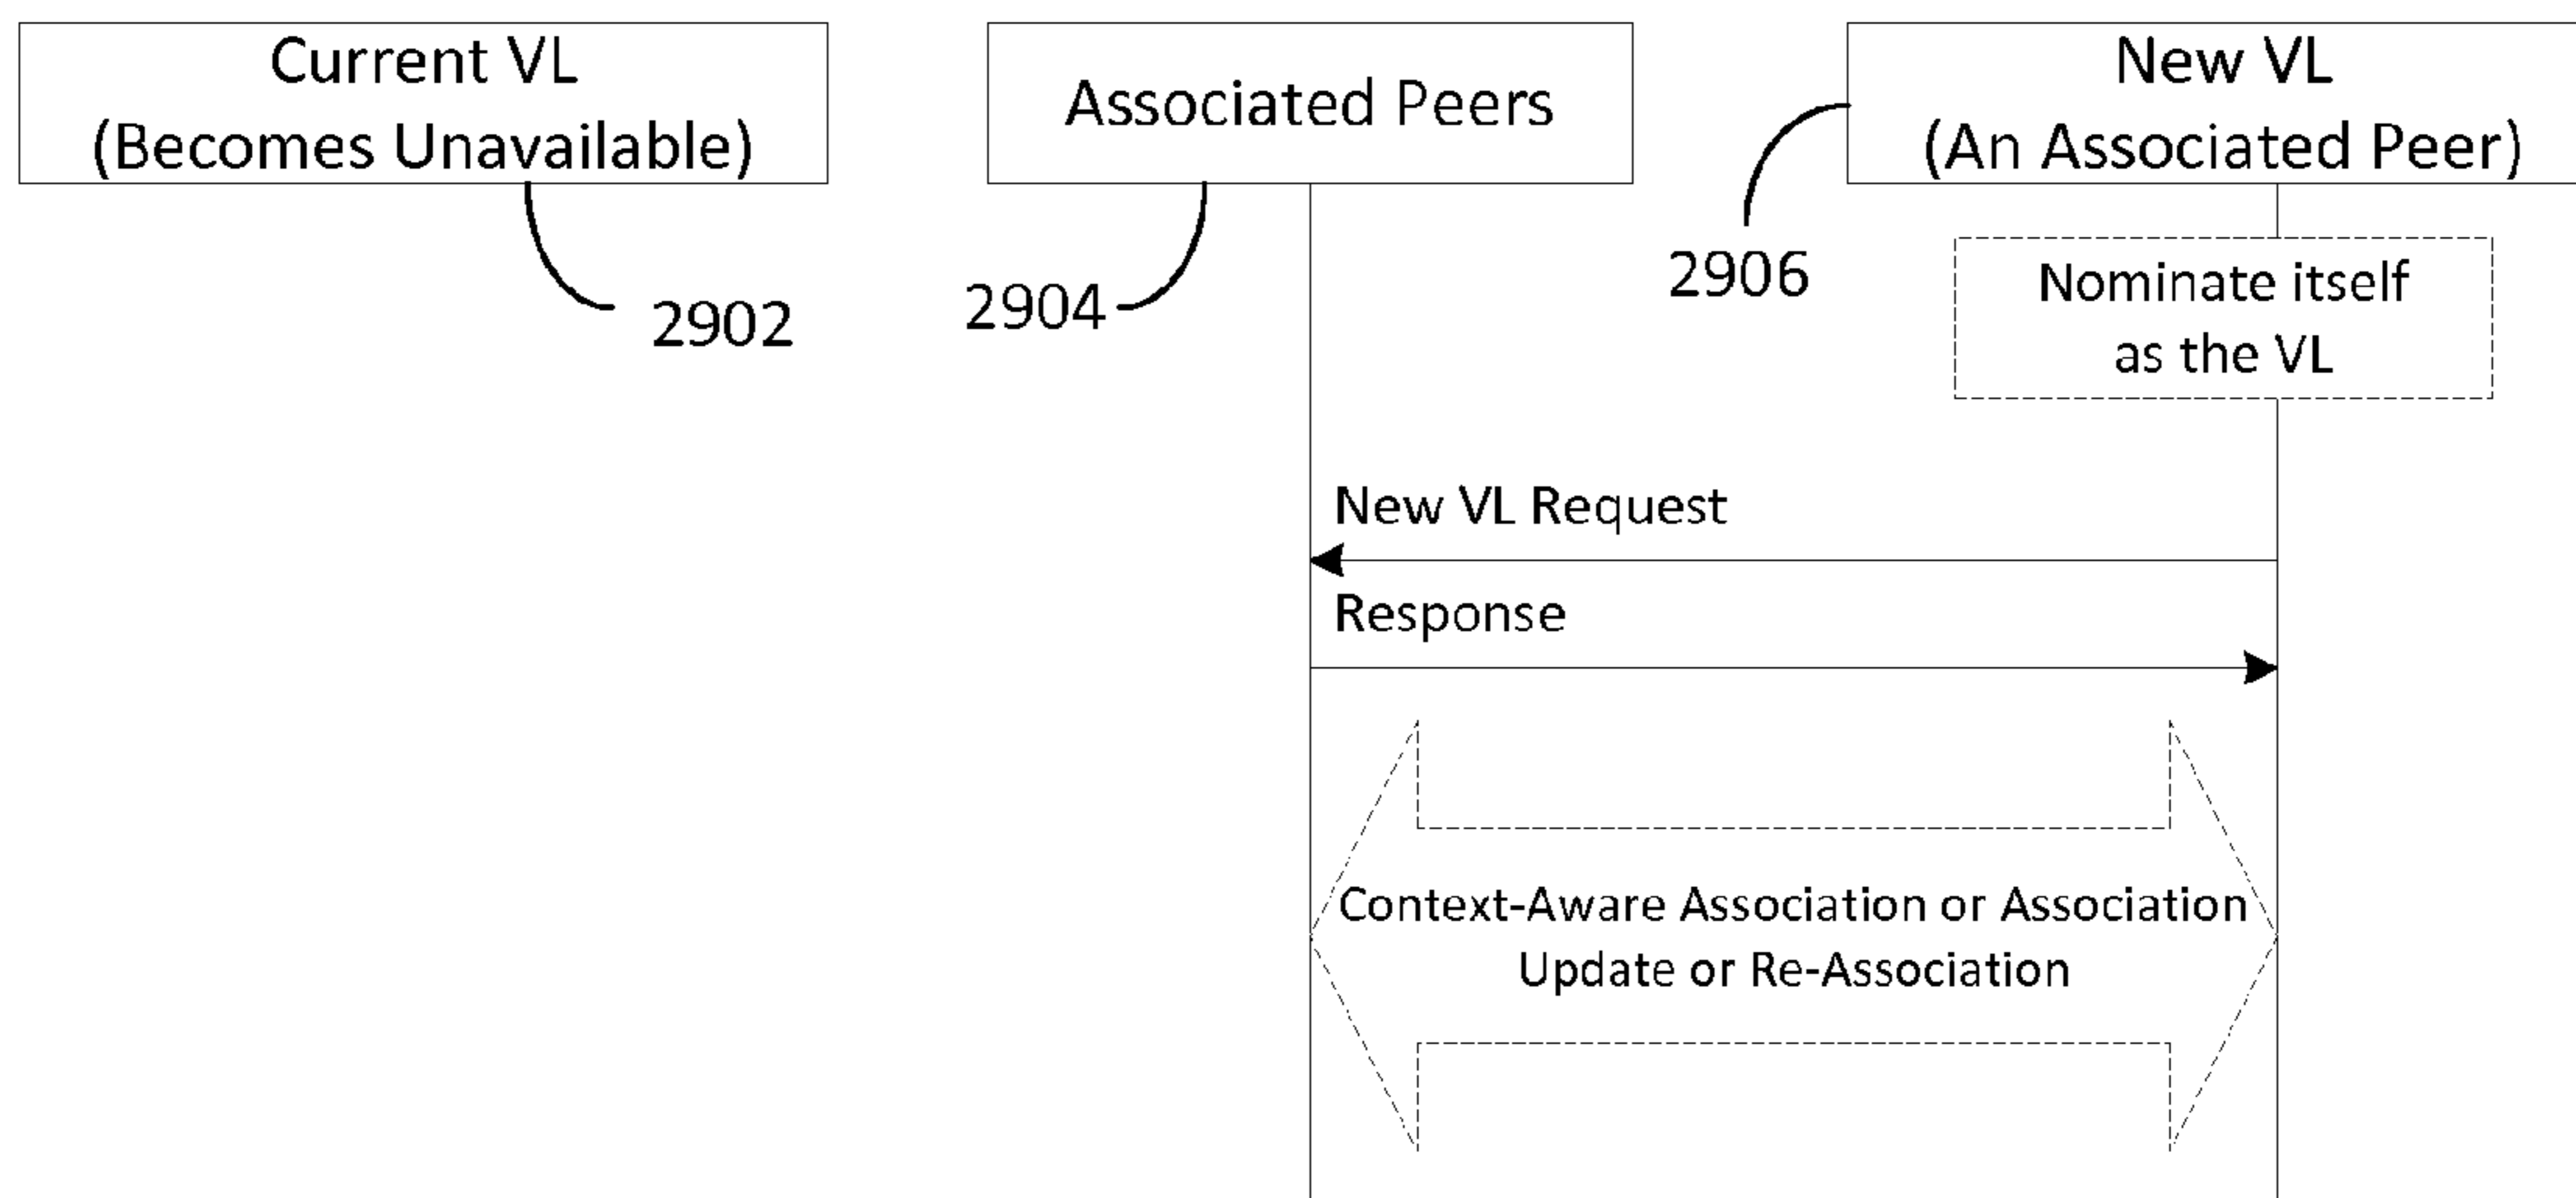 Current VL
(Becomes Unavailable)
Associated Peers
New VL
(An Associated Peer)
2902
2904
2906
Nominate itself
as the VL
New VL Request
Response
Context-Aware Association or Association
Update or Re-Association